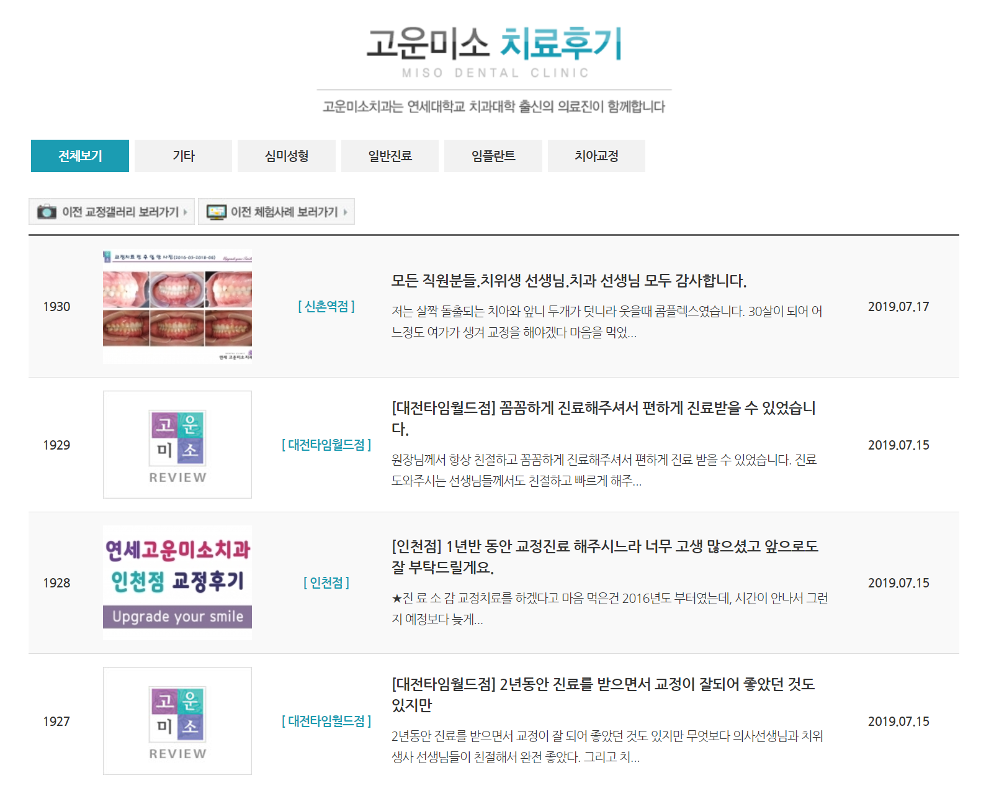 고운미소 치료후기
MISO DENTAL CLINIC
고운미소치과는 연세대학교 치과대학 출신의 의료진이 함께합니다
전체보기 기타 심미성형 일반진료 임플란트 치아교정
이전 교정갤러리 보러가기 이전 체험사례 보러가기
1930
교정치료 전 후 입 안 사진(2016-05-2018-06)
연세 고운미소치과
[ 신촌역점 ]
모든 직원분들.치위생 선생님.치과 선생님 모두 감사합니다.
저는 살짝 돌출되는 치아와 앞니 두개가 덧니라 웃을때 콤플렉스였습니다. 30살이 되어 어
느정도 여가가 생겨 교정을 해야겠다 마음을 먹었...
2019.07.17
1929
고운
미소
REVIEW
[ 대전타임월드점 ]
[대전타임월드점] 꼼꼼하게 진료해주셔서 편하게 진료받을 수 있었습니
다.
원장님께서 항상 친절하고 꼼꼼하게 진료해주셔서 편하게 진료 받을 수 있었습니다. 진료
도와주시는 선생님들께서도 친절하고 빠르게 해주...
2019.07.15
1928
연세고운미소치과
인천점 교정후기
Upgrade your smile
[ 인천점 ]
[인천점] 1년반 동안 교정진료 해주시느라 너무 고생 많으셨고 앞으로도
잘 부탁드릴게요.
★진 료 소 감 교정치료를 하겠다고 마음 먹은건 2016년도 부터였는데, 시간이 안나서 그런
지 예정보다 늦게...
2019.07.15
1927
고운
미소
REVIEW
[ 대전타임월드점 ]
[대전타임월드점] 2년동안 진료를 받으면서 교정이 잘되어 좋았던 것도
있지만
2년동안 진료를 받으면서 교정이 잘 되어 좋았던 것도 있지만 무엇보다 의사선생님과 치위
생사 선생님들이 친절해서 완전 좋았다. 그리고 치...
2019.07.15